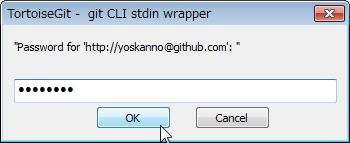 TortoiseGit - git CLI stdin wrapper
"Password for 'http://yoskanno@github.com': "
●●●●●●●●
OK
Cancel